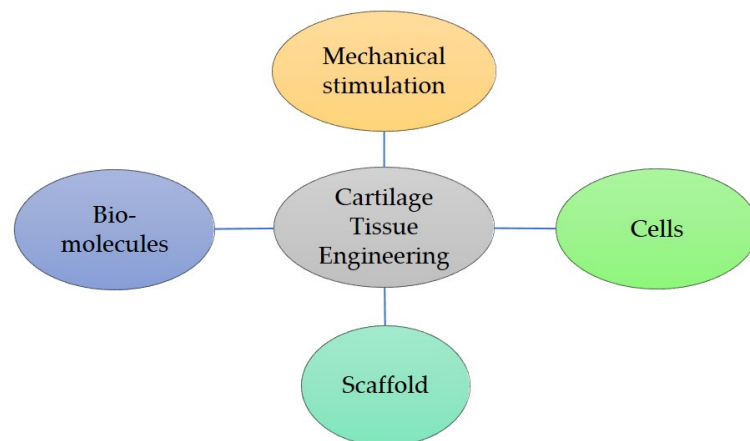 Mechanical
stimulation
Bio-
molecules
Cartilage
Tissue
Engineering
Cells
Scaffold